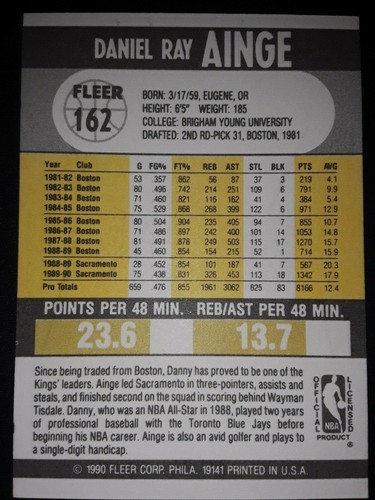 DANIEL RAY AINGE
FLEER
162
BORN: 3/17/59, EUGENE, OR
HEIGHT: 6'5" WEIGHT: 185
COLLEGE: BRIGHAM YOUNG UNIVERSITY
DRAFTED: 2ND RD-PICK 31, BOSTON, 1981
Year Club G FG% FT% REB AST STL BLK PTS AVG
1981-82 Boston 53 .357 .862 56 87 37 3 219 4.1
1982-83 Boston 80 .496 .742 214 251 109 6 791 9.9
1983-84 Boston 71 .460 .821 116 162 41 4 384 5.4
1984-85 Boston 75 .529 .868 268 399 122 6 971 12.9
1985-86 Boston 80 .504 .904 235 405 94 7 855 10.7
1986-87 Boston 71 .486 .897 242 400 101 14 1053 14.8
1987-88 Boston 81 .491 .878 249 503 115 17 1270 15.7
1988-89 Boston 45 .460 .854 154 215 52 1 714 15.9
1988-89 Sacramento 28 .452 .854 101 187 41 7 567 20.3
1989-90 Sacramento 75 .438 .831 326 453 113 18 1342 17.9
Pro Totals 659 .476 .855 1961 3062 825 83 8166 12.4
POINTS PER 48 MIN. REB/AST PER 48 MIN.
23.6 13.7
Since being traded from Boston, Danny has proved to be one of the
Kings' leaders. Ainge led Sacramento in three-pointers, assists and
steals, and finished second on the squad in scoring behind Wayman
Tisdale. Danny, who was an NBA All-Star in 1988, played two years
of professional baseball with the Toronto Blue Jays before
beginning his NBA career. Ainge is also an avid golfer and plays to
a single-digit handicap.
OFFICIAL
LICENSED
NBA
PRODUCT
®
© 1990 FLEER CORP. PHILA. 19141 PRINTED IN U.S.A.